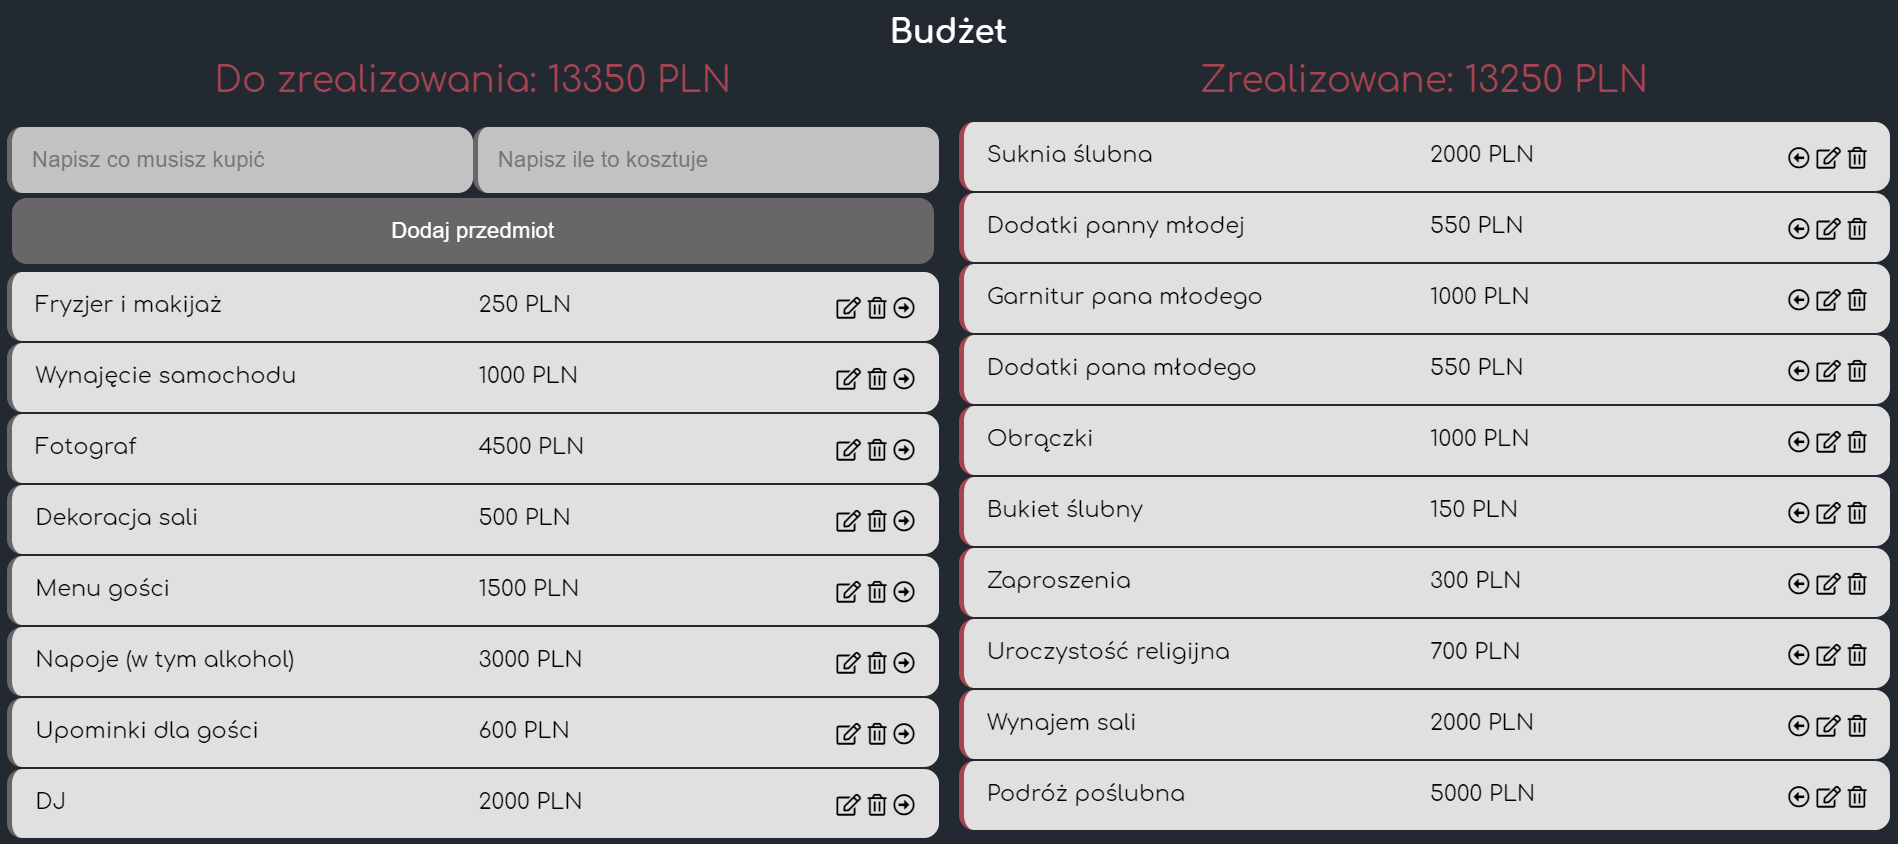 Budżet
Do zrealizowania: 13350 PLN
Napisz co musisz kupić
Napisz ile to kosztuje
Dodaj przedmiot
Fryzjer i makijaż 250 PLN
Wynajęcie samochodu 1000 PLN
Fotograf 4500 PLN
Dekoracja sali 500 PLN
Menu gości 1500 PLN
Napoje (w tym alkohol) 3000 PLN
Upominki dla gości 600 PLN
DJ 2000 PLN
Zrealizowane: 13250 PLN
Suknia ślubna 2000 PLN
Dodatki panny młodej 550 PLN
Garnitur pana młodego 1000 PLN
Dodatki pana młodego 550 PLN
Obrączki 1000 PLN
Bukiet ślubny 150 PLN
Zaproszenia 300 PLN
Uroczystość religijna 700 PLN
Wynajem sali 2000 PLN
Podróż poślubna 5000 PLN